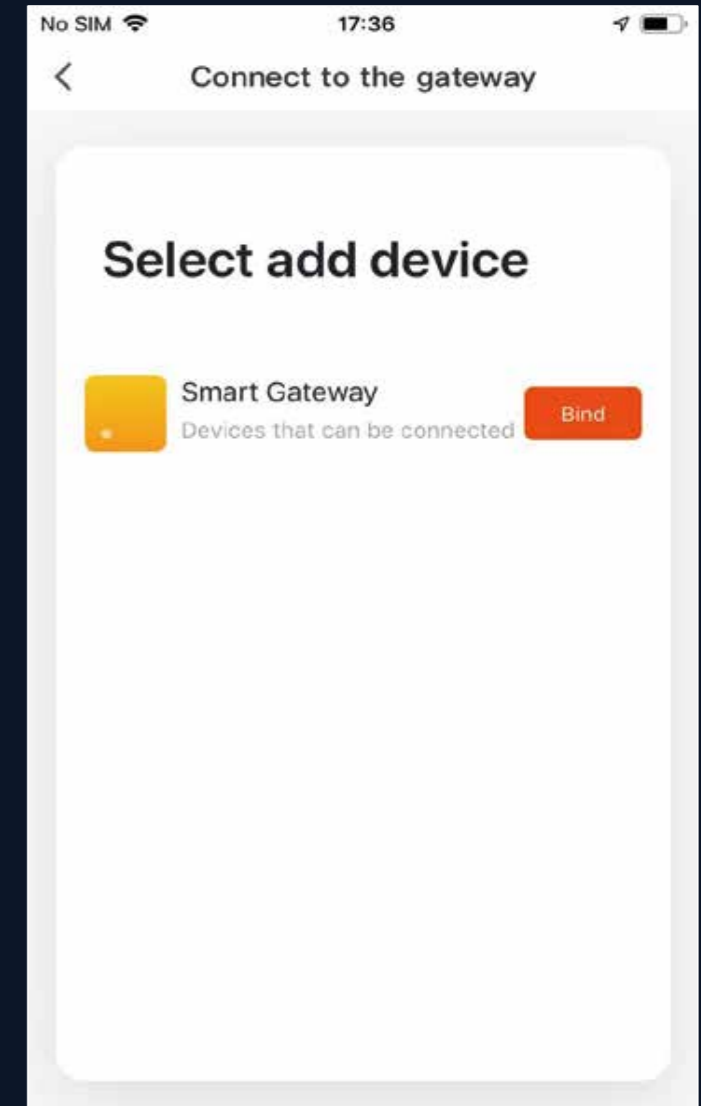 No SIM 17:36
Connect to the gateway
Select add device
Smart Gateway
Devices that can be connected
Bind